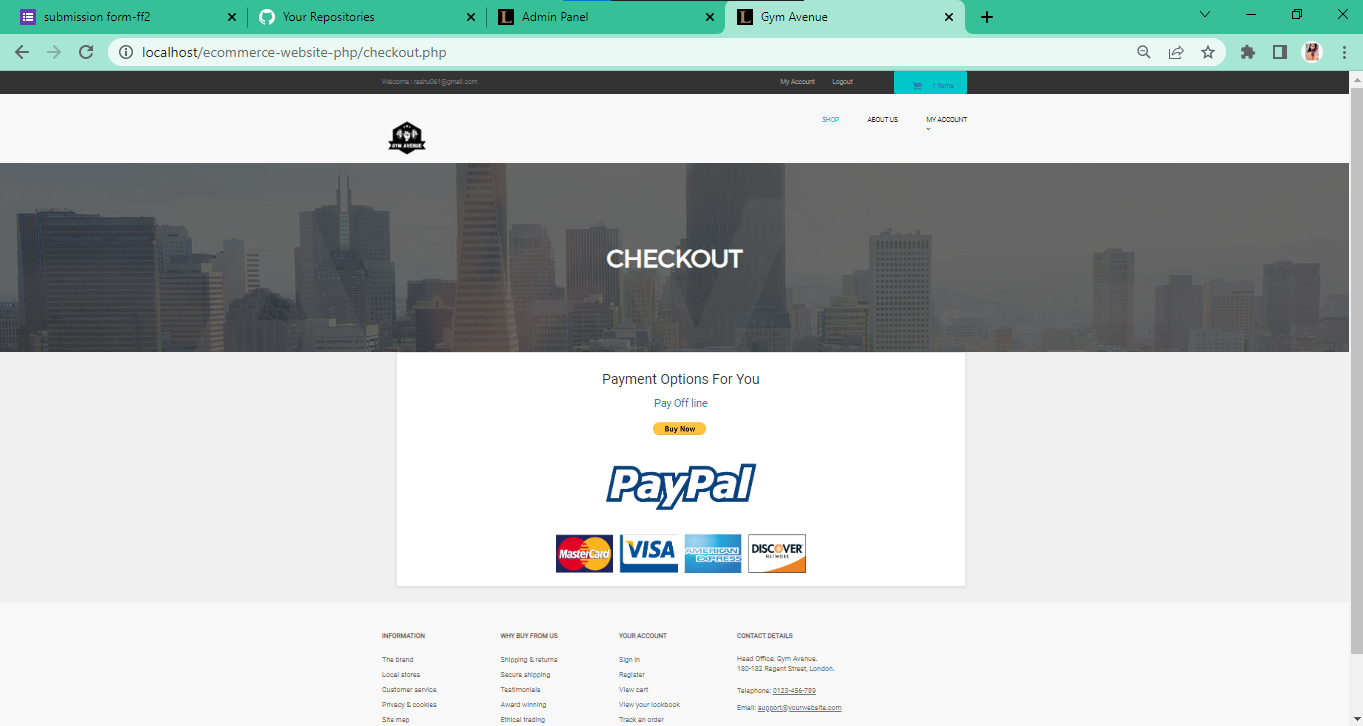 submission form-ff2
Your Repositories
Admin Panel
Gym Avenue
localhost/ecommerce-website-php/checkout.php
My Account
Logout
1 Items
SHOP
ABOUT US
MY ACCOUNT
GYM AVENUE
CHECKOUT
Payment Options For You
Pay Off line
Buy Now
PayPal
MasterCard
VISA
AMERICAN EXPRESS
DISCOVER NETWORK
INFORMATION
The brand
Local stores
Customer service
Privacy & cookies
Site map
WHY BUY FROM US
Shipping & returns
Secure shipping
Testimonials
Award winning
Ethical trading
YOUR ACCOUNT
Sign in
Register
View cart
View your lookbook
Track an order
CONTACT DETAILS
Head Office: Gym Avenue.
180-182 Regent Street, London.
Telephone: 0123-456-789
Email: support@yourwebsite.com